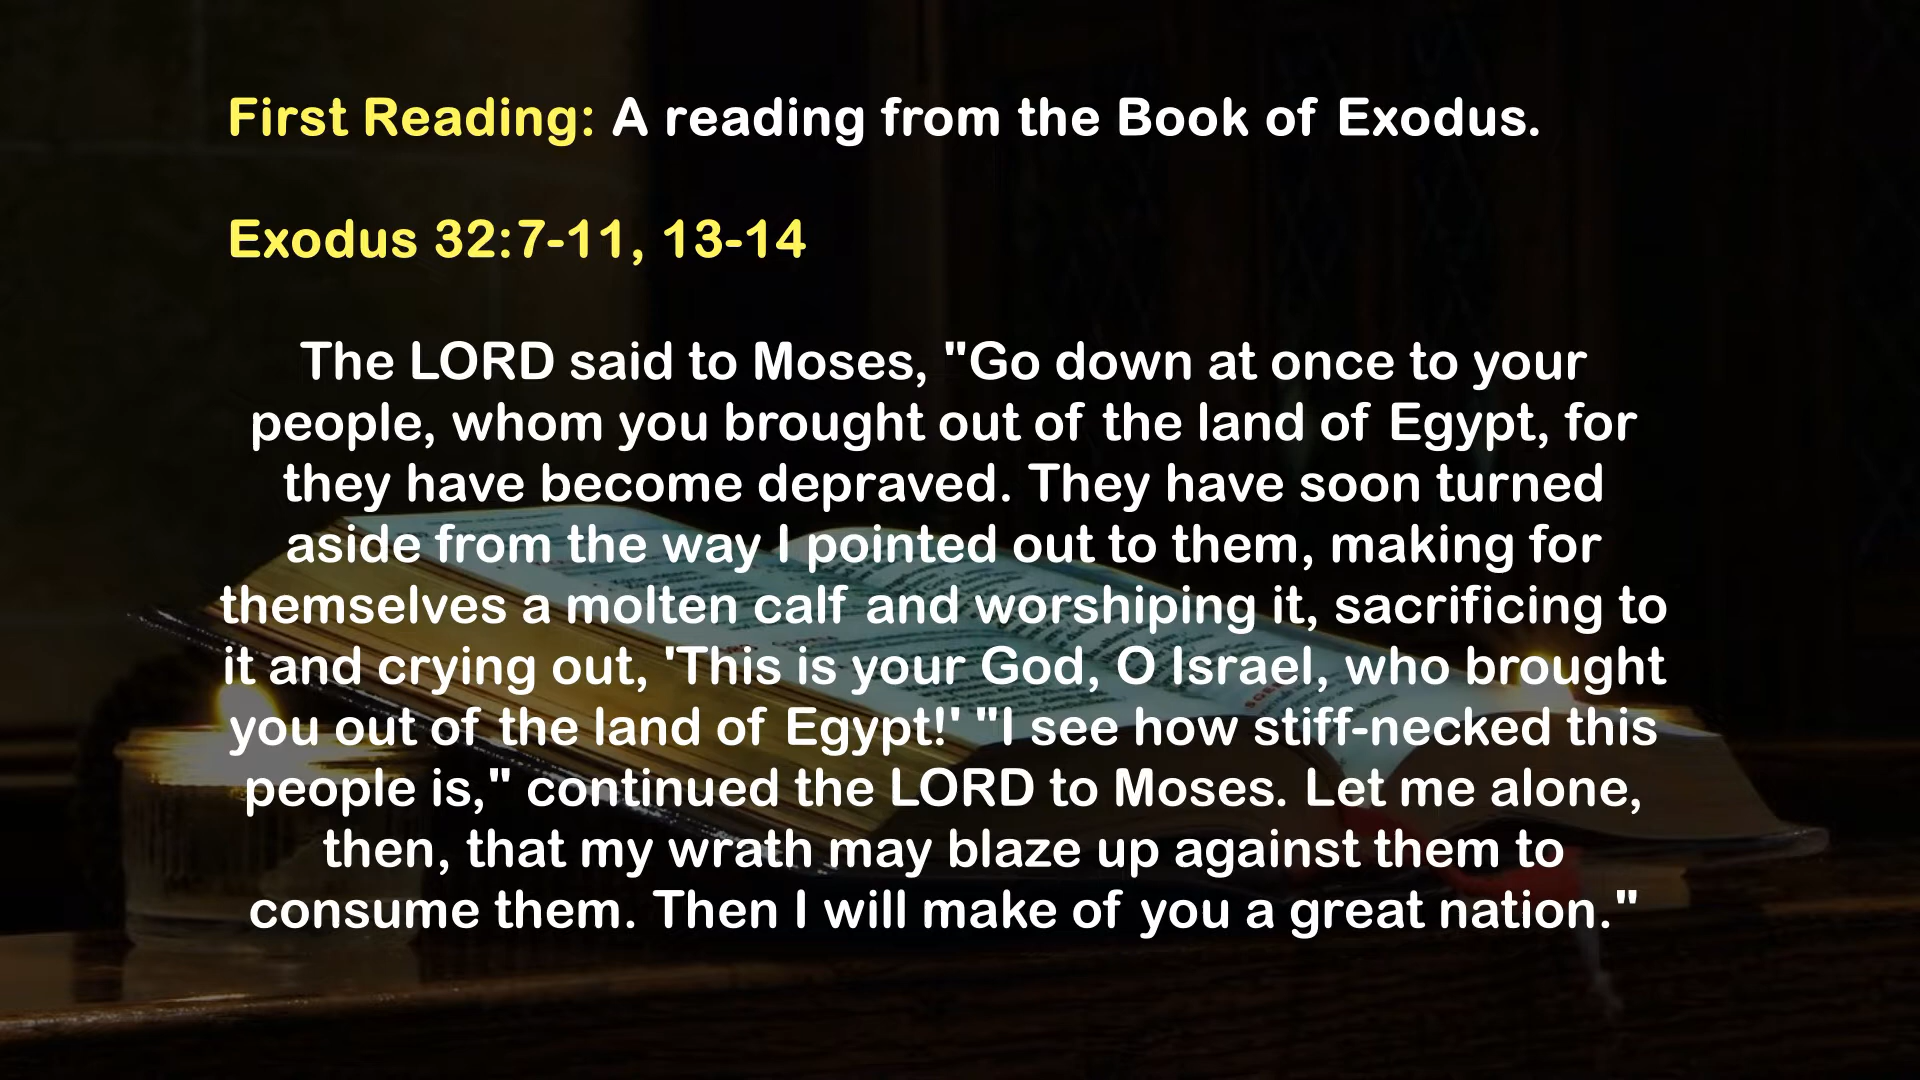 First Reading: A reading from the Book of Exodus.
Exodus 32:7-11, 13-14
The LORD said to Moses, "Go down at once to your
people, whom you brought out of the land of Egypt, for
they have become depraved. They have soon turned
aside from the way I pointed out to them, making for
themselves a molten calf and worshiping it, sacrificing to
it and crying out, 'This is your God, O Israel, who brought
you out of the land of Egypt!' "I see how stiff-necked this
people is," continued the LORD to Moses. Let me alone,
then, that my wrath may blaze up against them to
consume them. Then I will make of you a great nation."